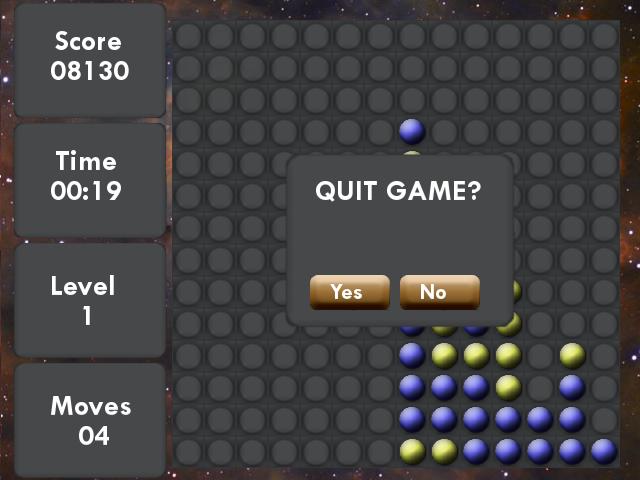 Score
08130
Time
00:19
Level
1
Moves
04
QUIT GAME?
Yes No